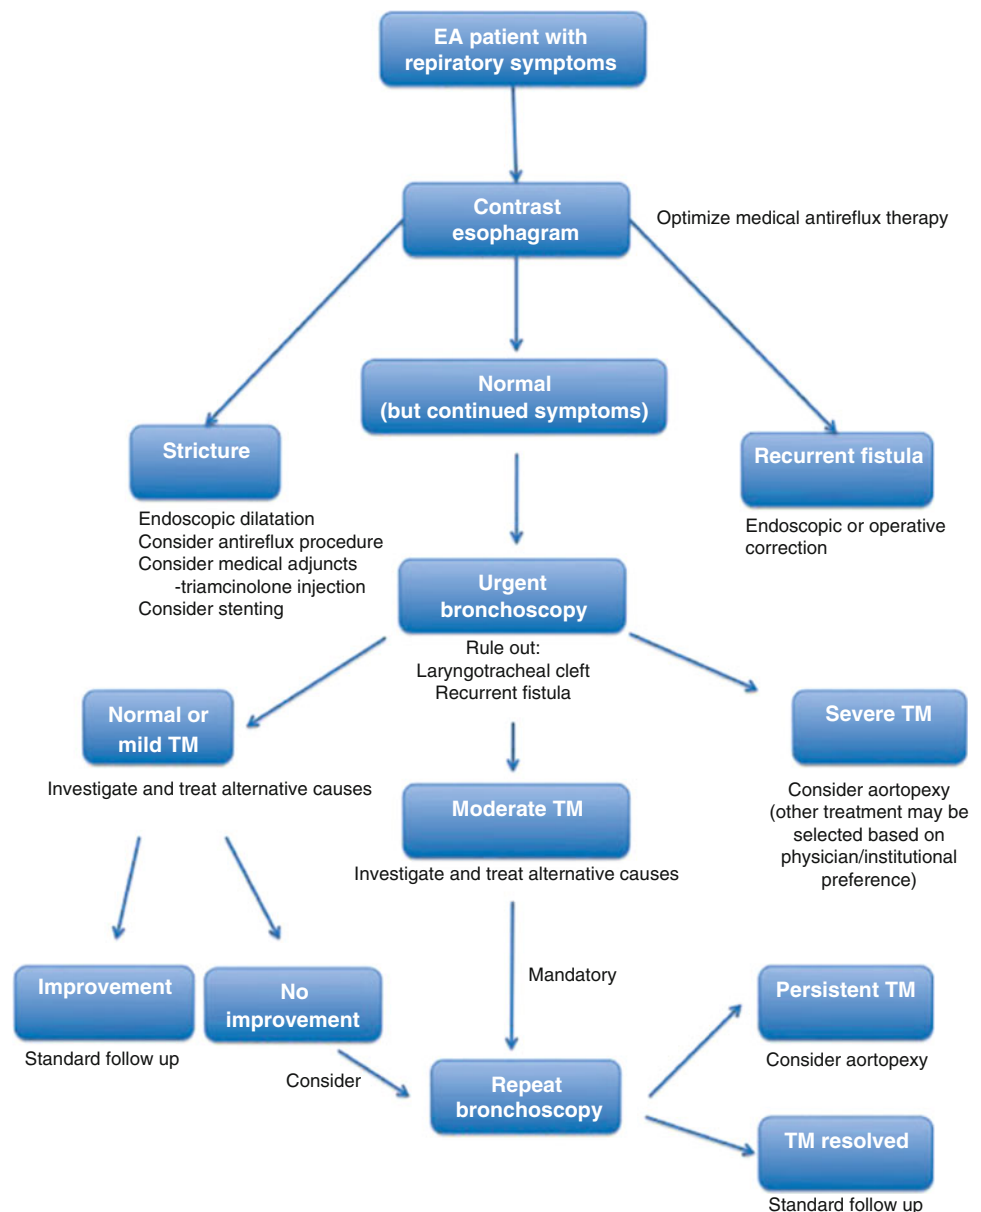 EA patient with
repiratory symptoms
Contrast
esophagram
Optimize medical antireflux therapy
Normal
(but continued symptoms)
Stricture
Recurrent fistula
Endoscopic dilatation
Consider antireflux procedure
Consider medical adjuncts
-triamcinolone injection
Consider stenting
Endoscopic or operative
correction
Urgent
bronchoscopy
Rule out:
Laryngotracheal cleft
Recurrent fistula
Normal or
mild TM
Investigate and treat alternative causes
Moderate TM
Investigate and treat alternative causes
Severe TM
Consider aortopexy
(other treatment may be
selected based on
physician/institutional
preference)
Improvement
Standard follow up
No
improvement
Consider
Mandatory
Repeat
bronchoscopy
Persistent TM
Consider aortopexy
TM resolved
Standard follow up